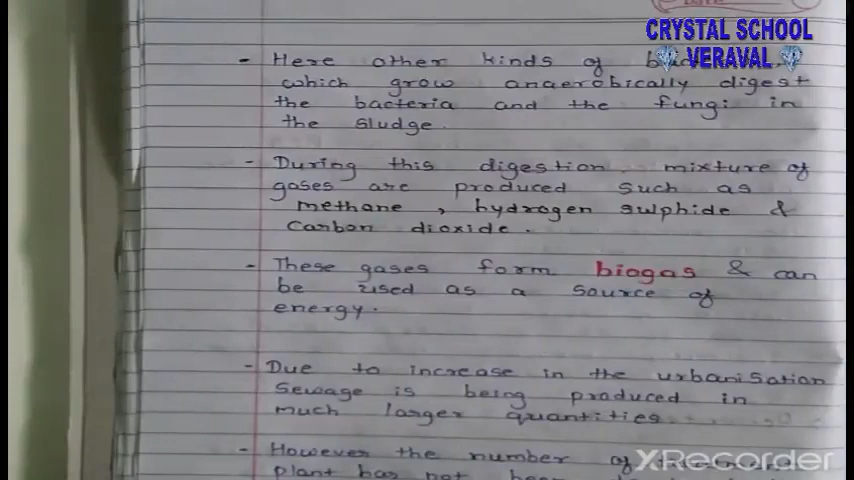 CRYSTAL SCHOOL
VERAVAL
- Here other kinds of
which grow anaerobically digest
the bacteria and the fungi in
the sludge.
- During this digestion mixture of
gases are produced such as
methane, hydrogen sulphide &
Carbon dioxide.
- These gases form biogas & can
be used as a source of
energy.
- Due to increase in the urbanisation
Sewage is being produced in
much larger quantities.
- However the number of
plant has not
XRecorder